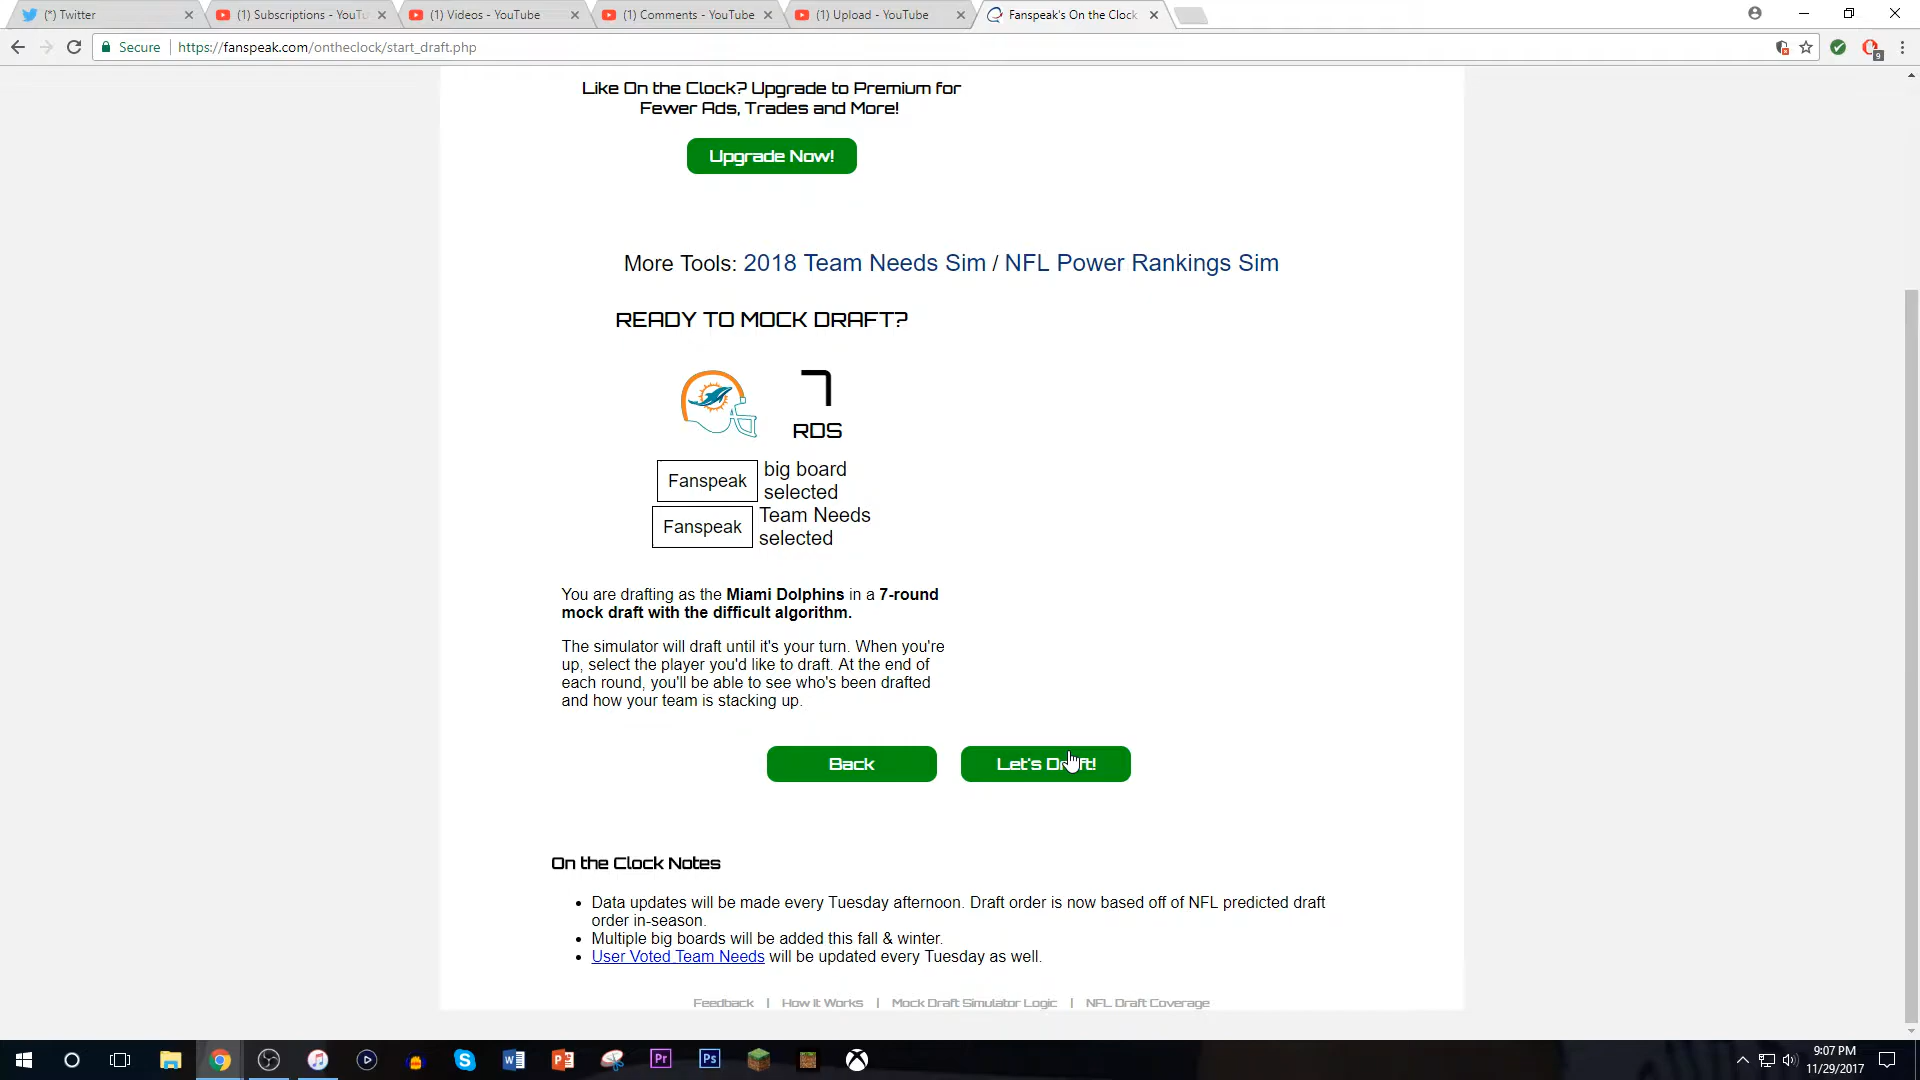 (*) Twitter
(1) Subscriptions - YouTu
(1) Videos - YouTube
(1) Comments - YouTube
(1) Upload - YouTube
Fanspeak's On the Clock
Secure
https://fanspeak.com/ontheclock/start_draft.php
9
Like On the Clock? Upgrade to Premium for
Fewer Ads, Trades and More!
Upgrade Now!
More Tools: 2018 Team Needs Sim / NFL Power Rankings Sim
READY TO MOCK DRAFT?
7
RDS
Fanspeak big board
selected
Fanspeak Team Needs
selected
You are drafting as the Miami Dolphins in a 7-round
mock draft with the difficult algorithm.
The simulator will draft until it's your turn. When you're
up, select the player you'd like to draft. At the end of
each round, you'll be able to see who's been drafted
and how your team is stacking up.
Back
Let's Draft!
On the Clock Notes
• Data updates will be made every Tuesday afternoon. Draft order is now based off of NFL predicted draft
order in-season.
• Multiple big boards will be added this fall & winter.
• User Voted Team Needs will be updated every Tuesday as well.
Feedback | How It Works | Mock Draft Simulator Logic | NFL Draft Coverage
Pr
Ps
9:07 PM
11/29/2017